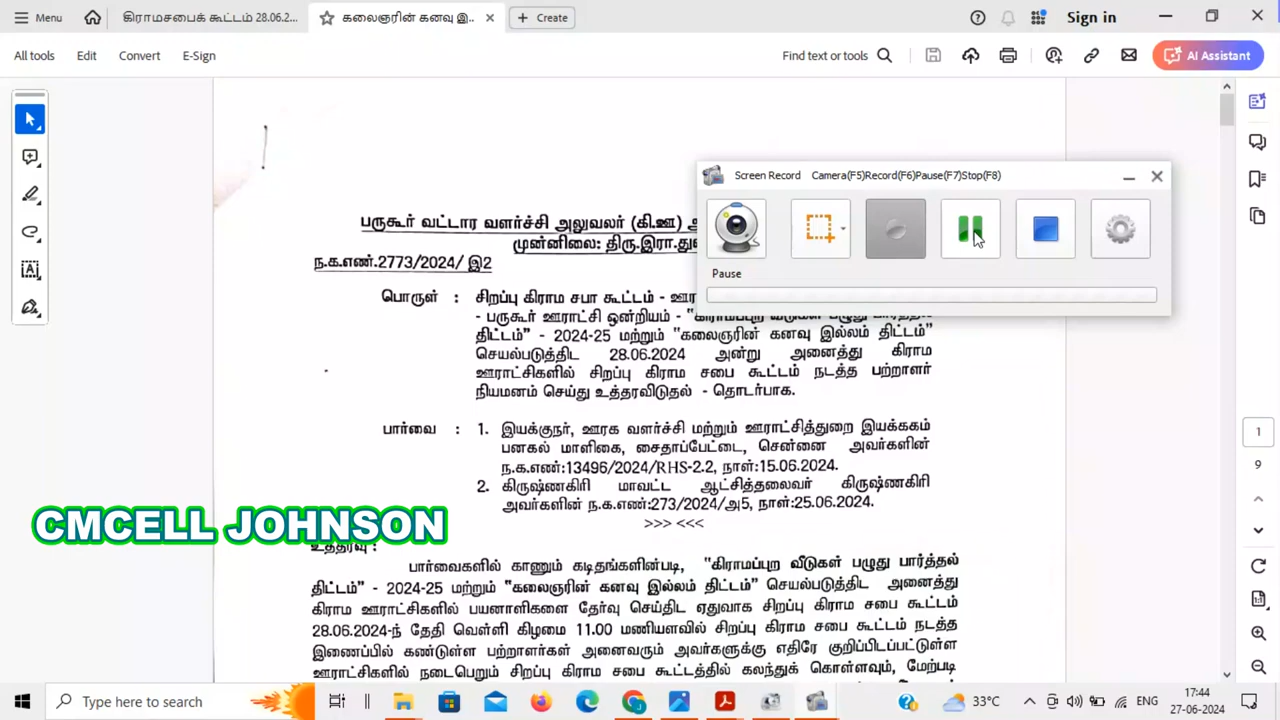 Menu
கிராமசபைக் கூட்டம் 28.06.2...
கலைஞரின் கனவு இ...
Create
Sign in
All tools
Edit
Convert
E-Sign
Find text or tools
AI Assistant
Screen Record Camera(F5)Record(F6)Pause(F7)Stop(F8)
Pause
பருகூர் வட்டார வளர்ச்சி அலுவலர் (கி.ஊ)
முன்னிலை: திரு.இரா.து
ந.க.எண்.2773/2024/ இ2
பொருள் : சிறப்பு கிராம சபா கூட்டம் - ஊரா
- பருகூர் ஊராட்சி ஒன்றியம் - "கிராமப்புற வீடுகள் பழுது பார்த்தல்
திட்டம்" - 2024-25 மற்றும் "கலைஞரின் கனவு இல்லம் திட்டம்"
செயல்படுத்திட 28.06.2024 அன்று அனைத்து கிராம
ஊராட்சிகளில் சிறப்பு கிராம சபை கூட்டம் நடத்த பற்றாளர்
நியமனம் செய்து உத்தரவிடுதல் - தொடர்பாக.
பார்வை : 1. இயக்குநர், ஊரக வளர்ச்சி மற்றும் ஊராட்சித்துறை இயக்ககம்
பனகல் மாளிகை, சைதாப்பேட்டை, சென்னை அவர்களின்
ந.க.எண்:13496/2024/RHS-2.2, நாள்:15.06.2024.
2. கிருஷ்ணகிரி மாவட்ட ஆட்சித்தலைவர் கிருஷ்ணகிரி
அவர்களின் ந.க.எண்:273/2024/அ5, நாள்:25.06.2024.
>>> <<<
CMCELL JOHNSON
உத்தரவு :
பார்வைகளில் காணும் கடிதங்களின்படி, "கிராமப்புற வீடுகள் பழுது பார்த்தல்
திட்டம்" - 2024-25 மற்றும் "கலைஞரின் கனவு இல்லம் திட்டம்" செயல்படுத்திட அனைத்து
கிராம ஊராட்சிகளில் பயனாளிகளை தேர்வு செய்திட ஏதுவாக சிறப்பு கிராம சபை கூட்டம்
28.06.2024-ந் தேதி வெள்ளி கிழமை 11.00 மணியளவில் சிறப்பு கிராம சபை கூட்டம் நடத்த
இணைப்பில் கண்டுள்ள பற்றாளர்கள் அனைவரும் அவர்களுக்கு எதிரே குறிப்பிடப்பட்டுள்ள
ஊராட்சிகளில் நடைபெறும் சிறப்பு கிராம சபை கூட்டத்தில் கலந்துக் கொள்ளவும், மேற்படி
1
9
Type here to search
33°C
ENG
17:44
27-06-2024